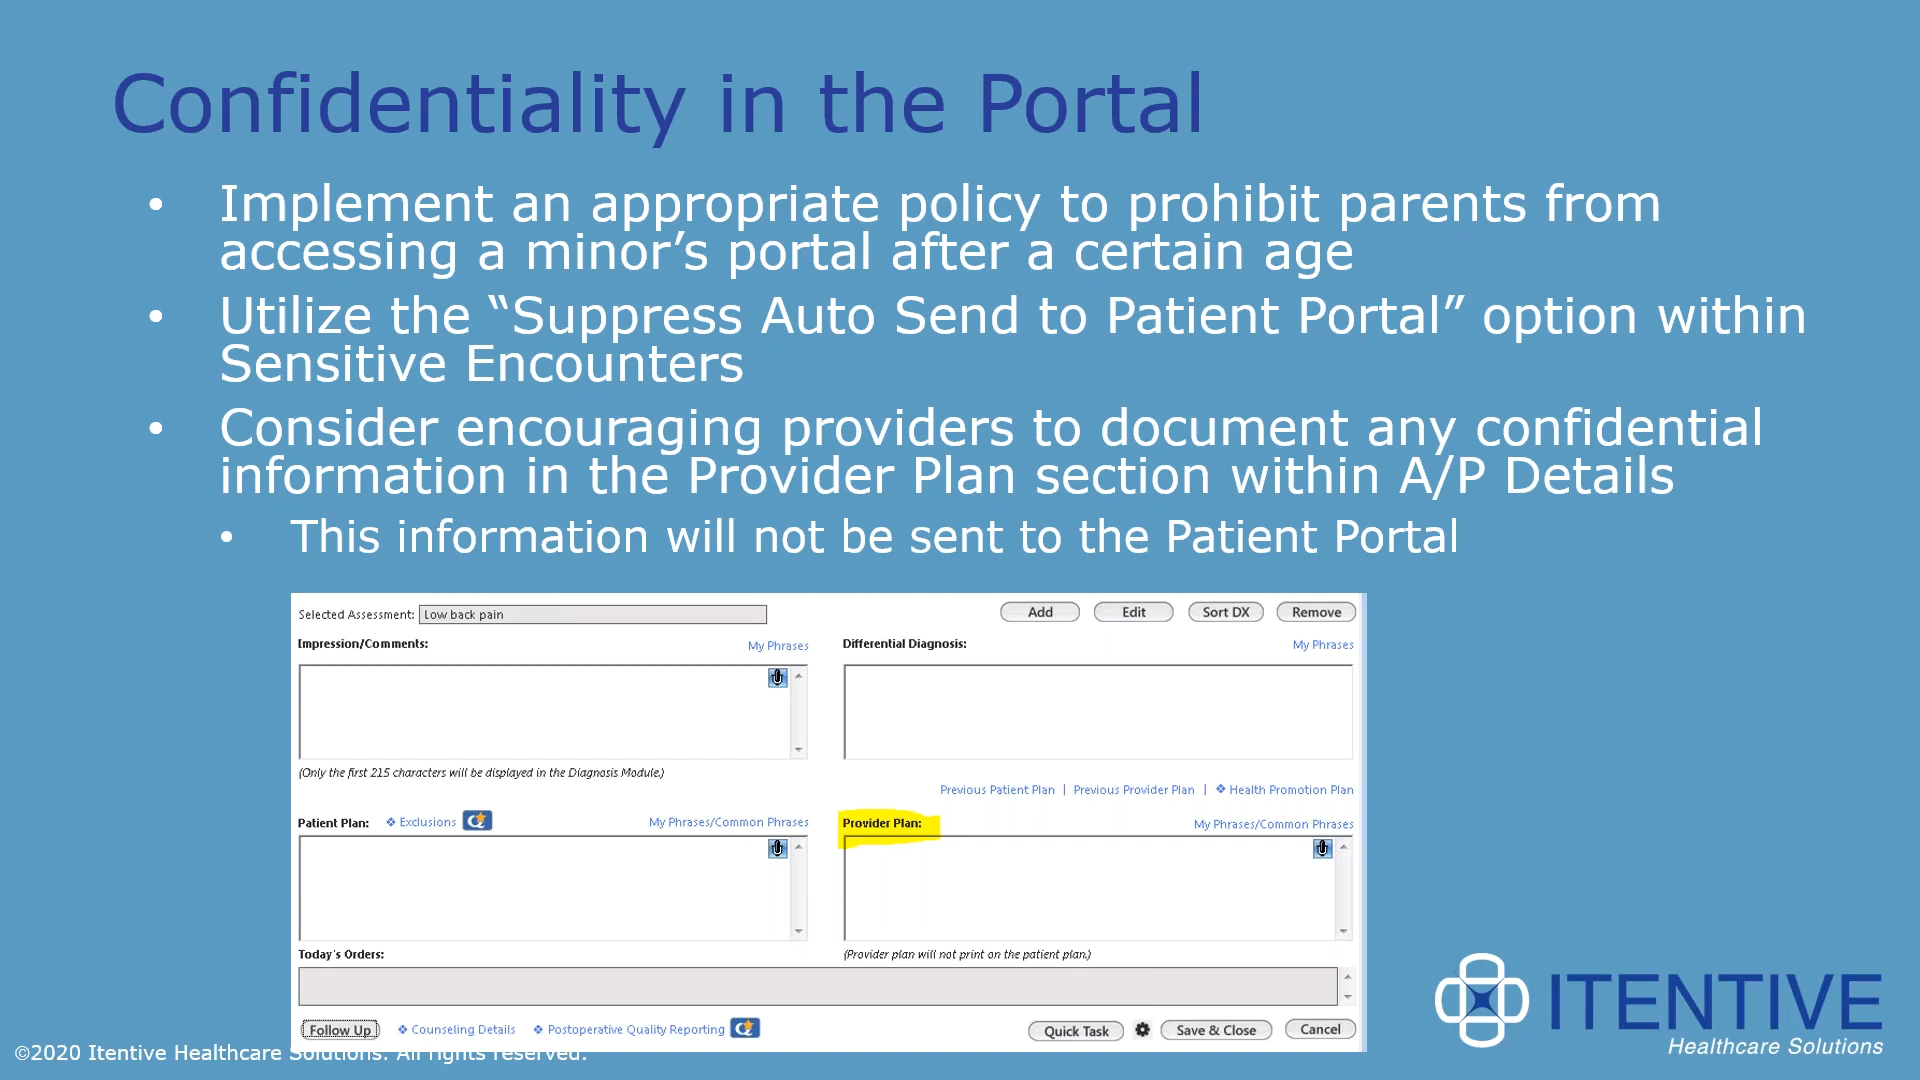 Confidentiality in the Portal
• Implement an appropriate policy to prohibit parents from
accessing a minor’s portal after a certain age
• Utilize the “Suppress Auto Send to Patient Portal” option within
Sensitive Encounters
• Consider encouraging providers to document any confidential
information in the Provider Plan section within A/P Details
• This information will not be sent to the Patient Portal
Selected Assessment: Low back pain
Add Edit Sort DX Remove
Impression/Comments: My Phrases
Differential Diagnosis: My Phrases
(Only the first 215 characters will be displayed in the Diagnosis Module.)
Previous Patient Plan | Previous Provider Plan | Health Promotion Plan
Patient Plan: Exclusions My Phrases/Common Phrases
Provider Plan: My Phrases/Common Phrases
Today's Orders:
(Provider plan will not print on the patient plan.)
Follow Up Counseling Details Postoperative Quality Reporting
Quick Task Save & Close Cancel
©2020 Itentive Healthcare Solutions. All rights reserved.
ITENTIVE
Healthcare Solutions